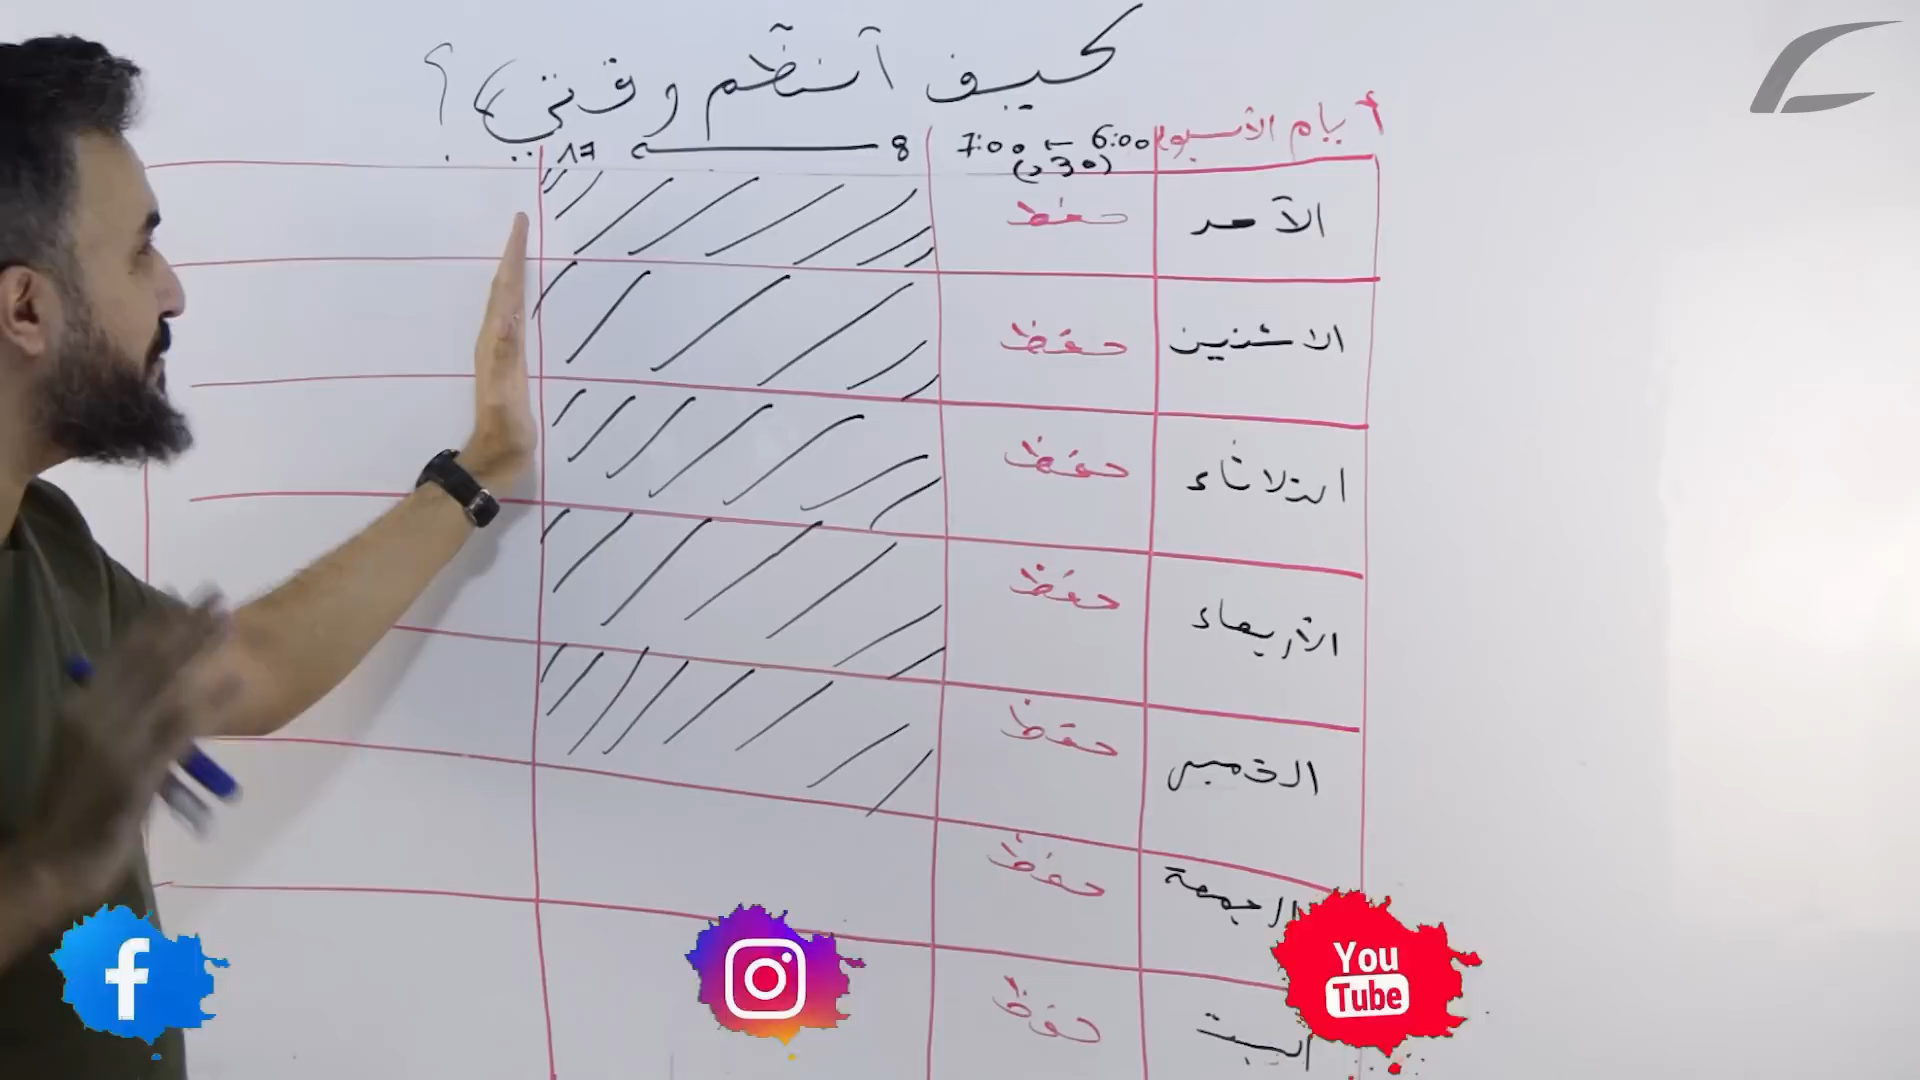 كيف أنظم وقتي؟
أيام الأسبوع 6:00 ← 7:00 8 17
(30 د)
الأحد حفظ
الاثنين حفظ
الثلاثاء حفظ
الأربعاء حفظ
الخميس حفظ
الجمعة حفظ
السبت حفظ
f
You
Tube